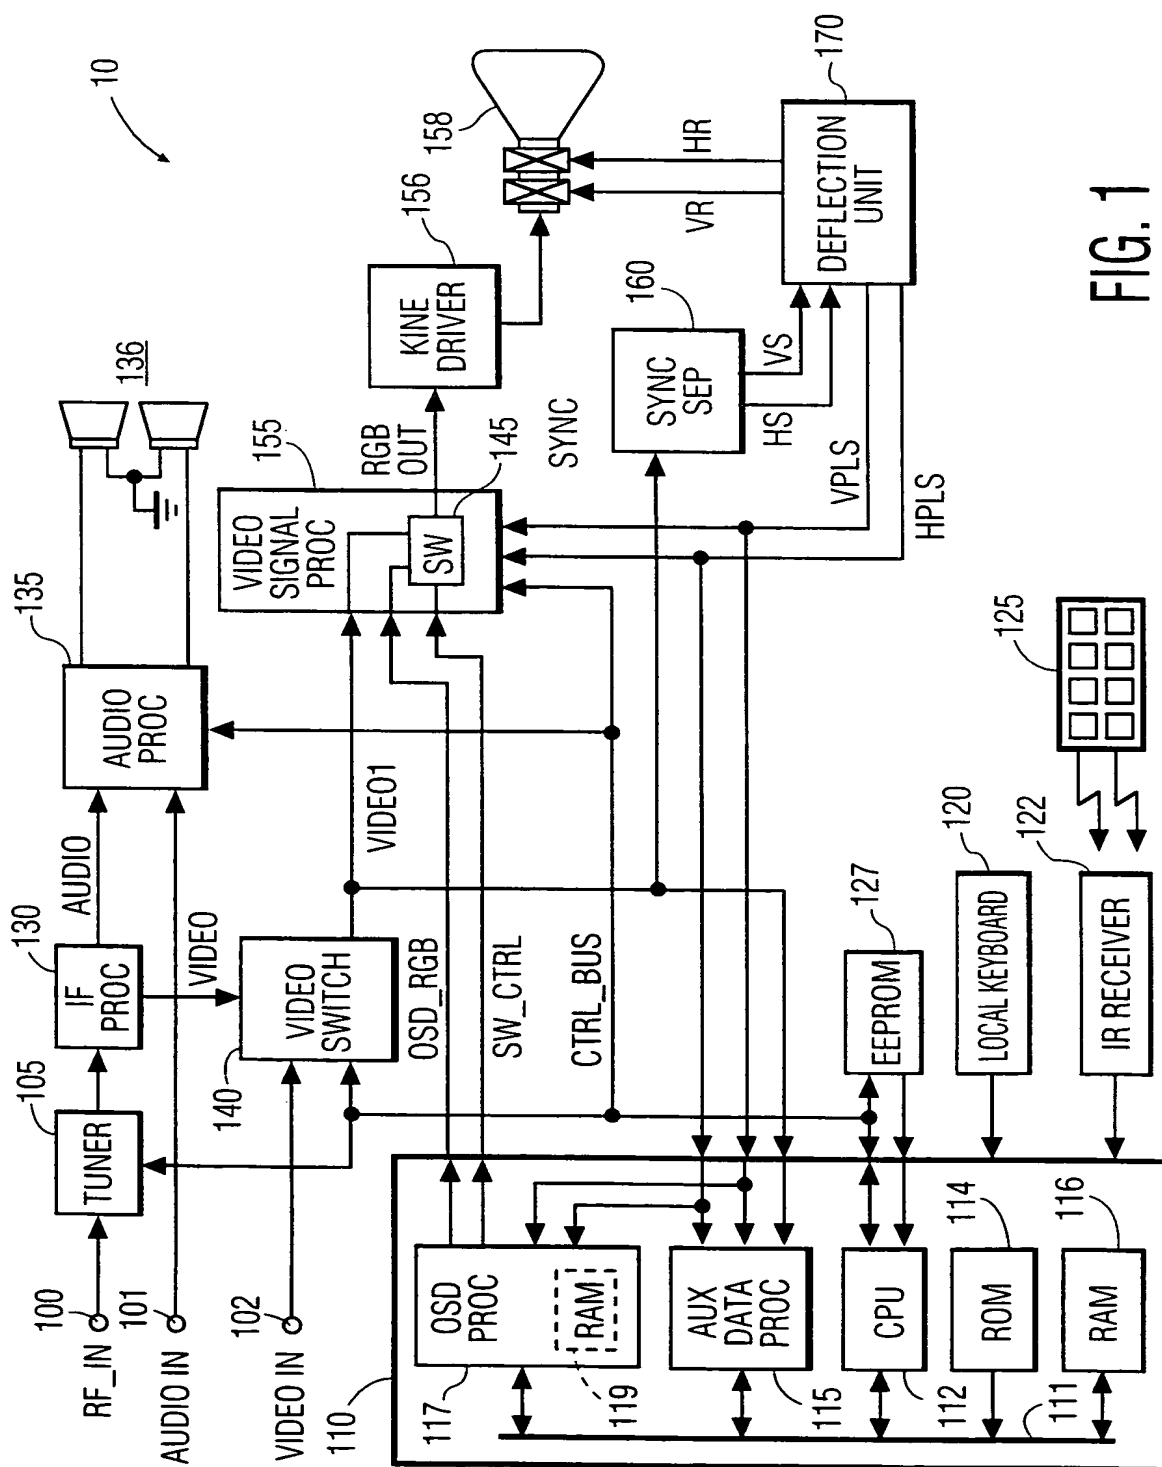 10
RF_IN
100
AUDIO IN
101
VIDEO IN
102
TUNER
105
IF
PROC
130
AUDIO
VIDEO
AUDIO
PROC
135
136
VIDEO
SWITCH
140
VIDEO1
OSD_RGB
SW_CTRL
CTRL_BUS
VIDEO
SIGNAL
PROC
155
SW
145
RGB
OUT
KINE
DRIVER
156
158
SYNC
SYNC
SEP
160
HS
VS
VR
HR
DEFLECTION
UNIT
170
VPLS
HPLS
110
OSD
PROC
117
RAM
119
AUX
DATA
PROC
115
CPU
112
ROM
114
RAM
116
111
EEPROM
127
LOCAL KEYBOARD
120
IR RECEIVER
122
125
FIG. 1